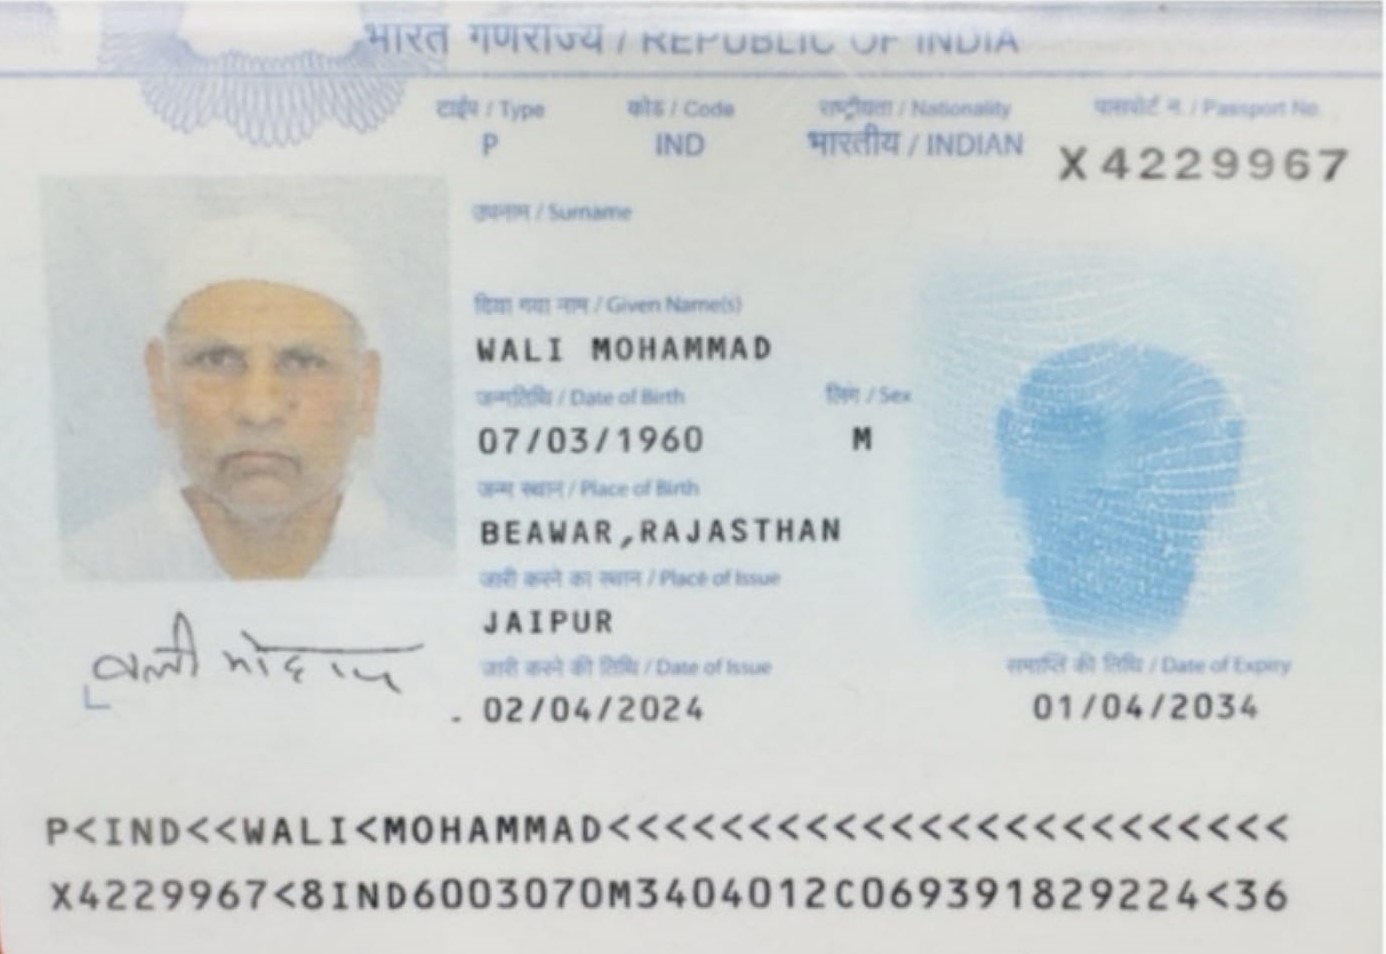 भारत गणराज्य / REPUBLIC OF INDIA
टाईप / Type कोड / Code राष्ट्रीयता / Nationality पासपोर्ट न. / Passport No.
P IND भारतीय / INDIAN X4229967
उपनाम / Surname
दिया गया नाम / Given Name(s)
WALI MOHAMMAD
जन्मतिथि / Date of Birth लिंग / Sex
07/03/1960 M
जन्म स्थान / Place of Birth
BEAWAR,RAJASTHAN
जारी करने का स्थान / Place of Issue
JAIPUR
वली मोहम्मद
जारी करने की तिथि / Date of Issue समाप्ति की तिथि / Date of Expiry
02/04/2024 01/04/2034
P<IND<<WALI<MOHAMMAD<<<<<<<<<<<<<<<<<<<<<<<<
X4229967<8IND6003070M3404012C069391829224<36